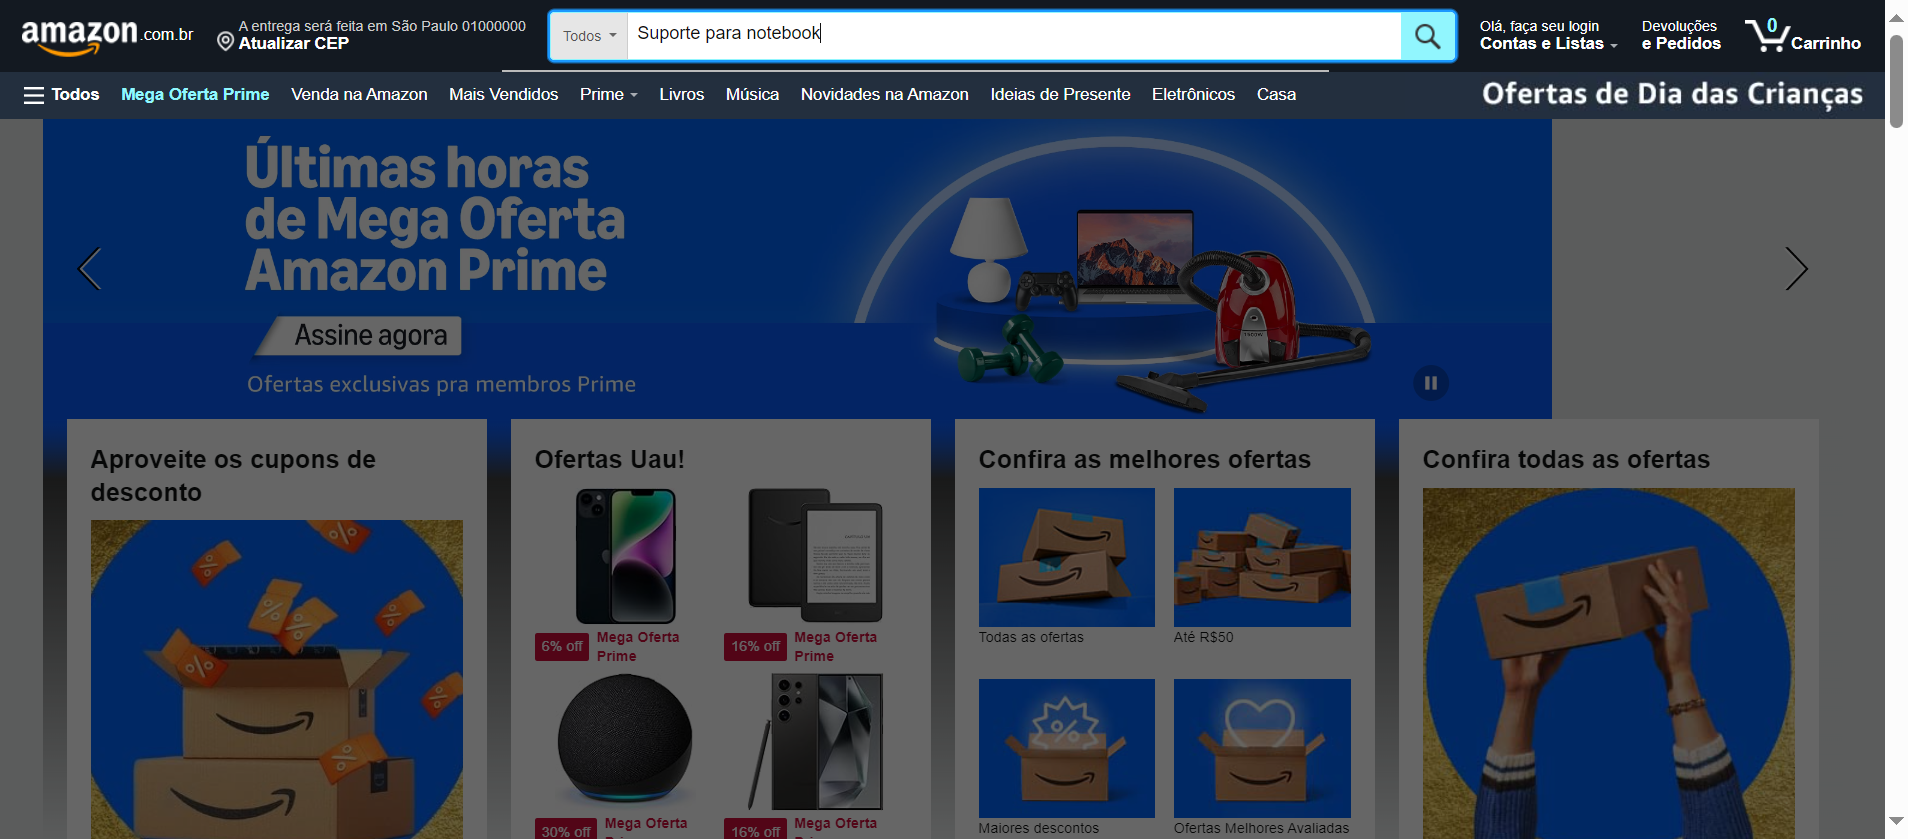 amazon.com.br
A entrega será feita em São Paulo 01000000
Atualizar CEP
Todos
Suporte para notebook
Olá, faça seu login
Contas e Listas
Devoluções
e Pedidos
0
Carrinho
Todos
Mega Oferta Prime
Venda na Amazon
Mais Vendidos
Prime
Livros
Música
Novidades na Amazon
Ideias de Presente
Eletrônicos
Casa
Ofertas de Dia das Crianças
Últimas horas
de Mega Oferta
Amazon Prime
Assine agora
Ofertas exclusivas pra membros Prime
Aproveite os cupons de
desconto
Ofertas Uau!
6% off
Mega Oferta
Prime
16% off
Mega Oferta
Prime
30% off
Mega Oferta
16% off
Mega Oferta
Confira as melhores ofertas
Todas as ofertas
Até R$50
Maiores descontos
Ofertas Melhores Avaliadas
Confira todas as ofertas